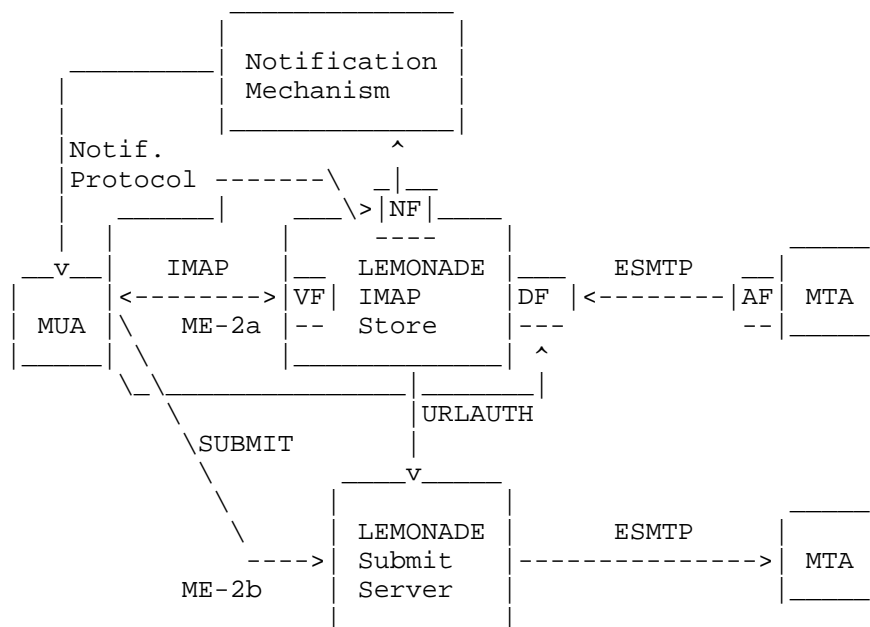 Notification
Mechanism
Notif.
Protocol
NF
IMAP LEMONADE ESMTP
VF IMAP DF AF MTA
MUA ME-2a Store
URLAUTH
SUBMIT
LEMONADE ESMTP
Submit MTA
ME-2b Server